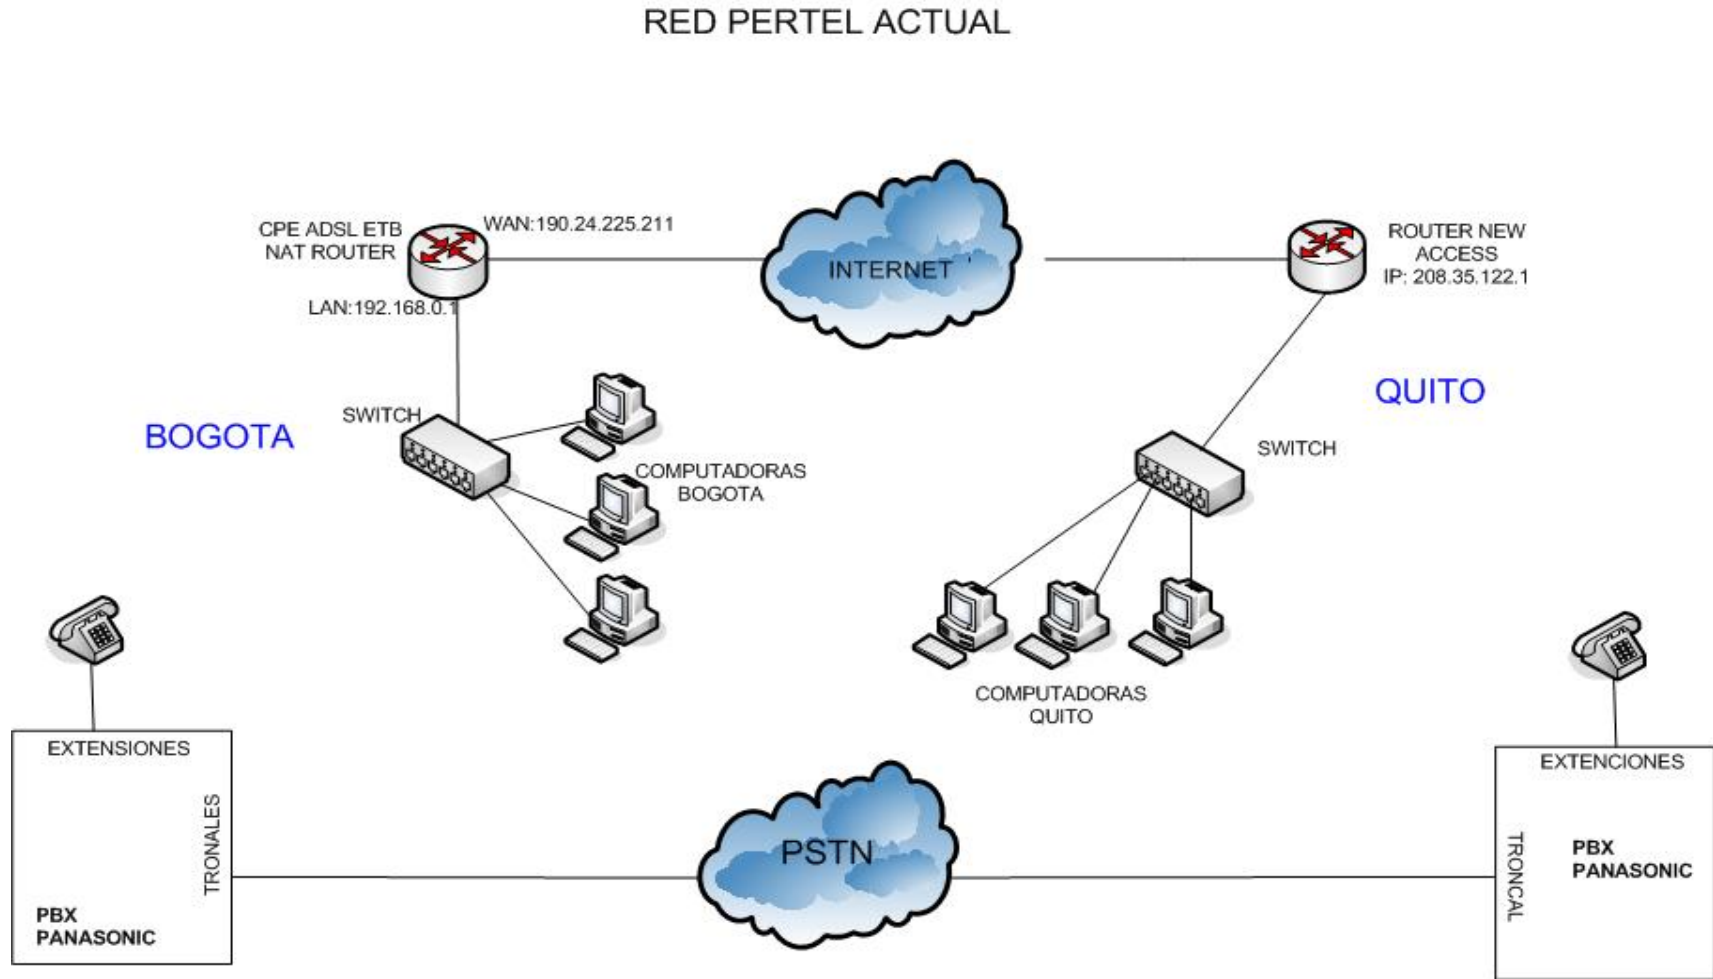 RED PERTEL ACTUAL
CPE ADSL ETB
NAT ROUTER
WAN:190.24.225.211
LAN:192.168.0.1
INTERNET
ROUTER NEW
ACCESS
IP: 208.35.122.1
BOGOTA
SWITCH
COMPUTADORAS
BOGOTA
QUITO
SWITCH
COMPUTADORAS
QUITO
EXTENSIONES
TRONALES
PBX
PANASONIC
PSTN
EXTENCIONES
TRONCAL
PBX
PANASONIC